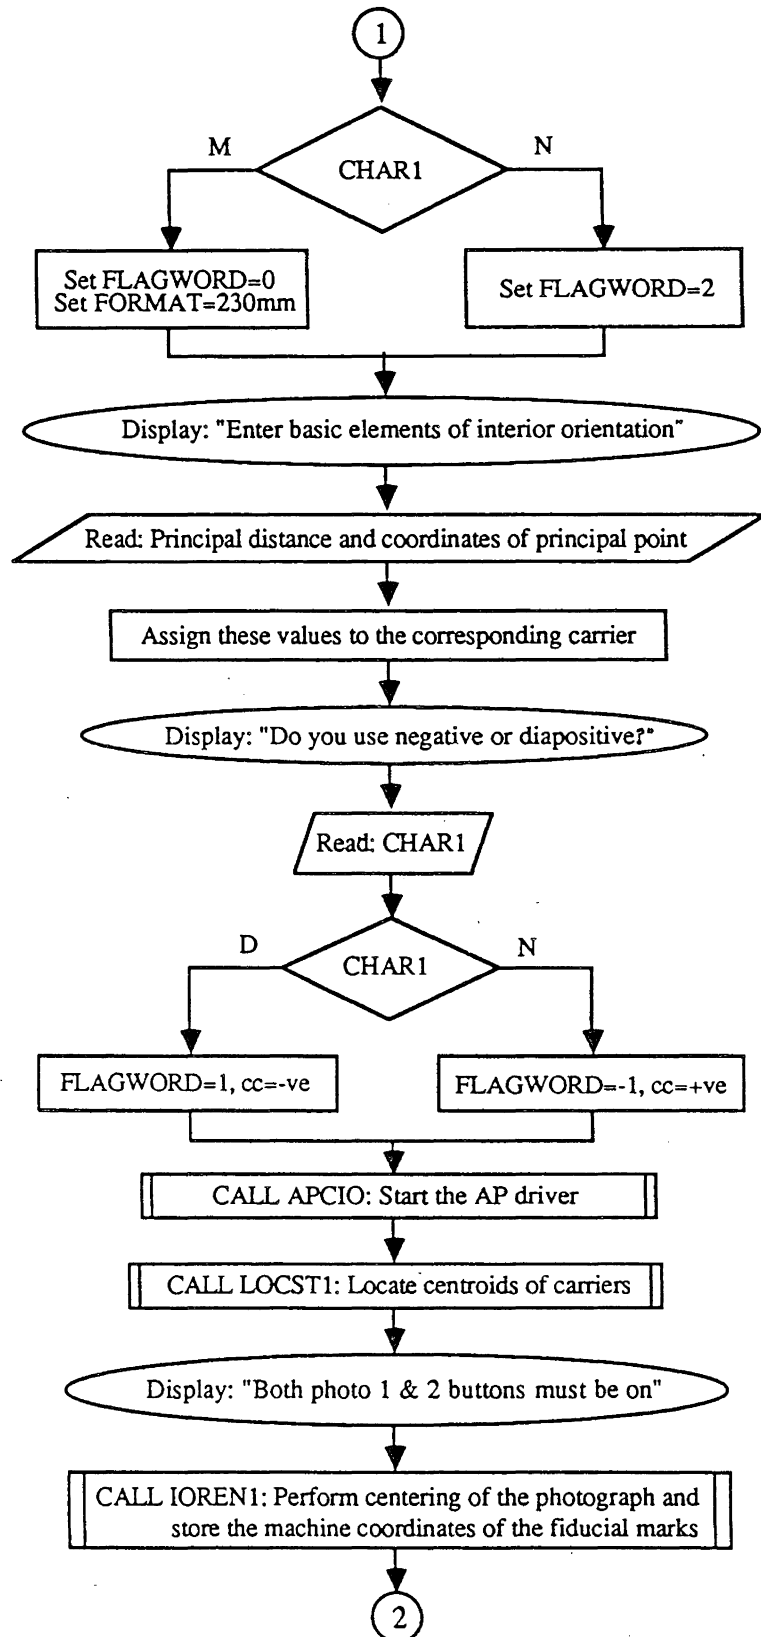 1
CHAR1
M
N
Set FLAGWORD=0
Set FORMAT=230mm
Set FLAGWORD=2
Display: "Enter basic elements of interior orientation"
Read: Principal distance and coordinates of principal point
Assign these values to the corresponding carrier
Display: "Do you use negative or diapositive?"
Read: CHAR1
CHAR1
D
N
FLAGWORD=1, cc=-ve
FLAGWORD=-1, cc=+ve
CALL APCIO: Start the AP driver
CALL LOCST1: Locate centroids of carriers
Display: "Both photo 1 & 2 buttons must be on"
CALL IOREN1: Perform centering of the photograph and
store the machine coordinates of the fiducial marks
2